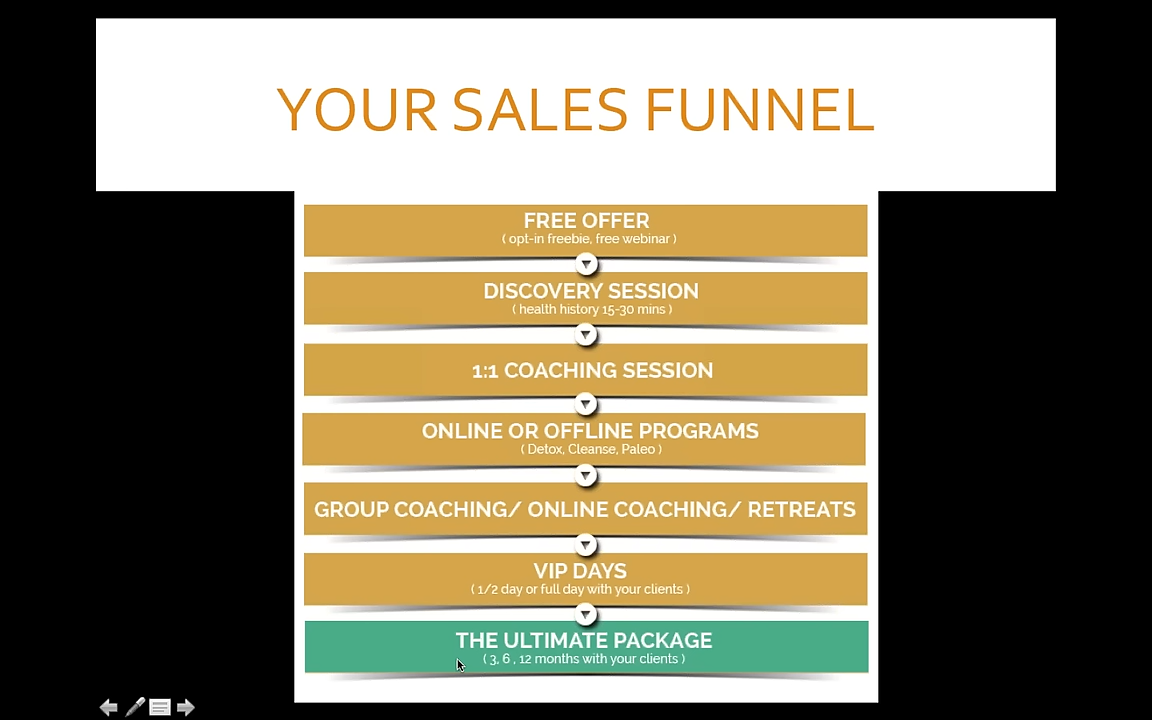 YOUR SALES FUNNEL
FREE OFFER
( opt-in freebie, free webinar )
DISCOVERY SESSION
( health history 15-30 mins )
1:1 COACHING SESSION
ONLINE OR OFFLINE PROGRAMS
( Detox, Cleanse, Paleo )
GROUP COACHING/ ONLINE COACHING/ RETREATS
VIP DAYS
( 1/2 day or full day with your clients )
THE ULTIMATE PACKAGE
( 3, 6 , 12 months with your clients )